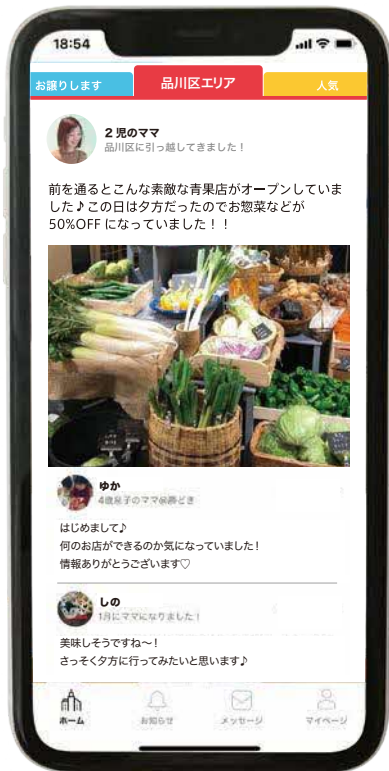 18:54
お譲りします
品川区エリア
人気
2 児のママ
品川区に引っ越してきました！
前を通るとこんな素敵な青果店がオープンしていま
した♪この日は夕方だったのでお惣菜などが
50%OFF になっていました！！
ゆか
4歳息子のママ@勝どき
はじめまして♪
何のお店ができるのか気になっていました！
情報ありがとうございます♡
しの
1月にママになりました！
美味しそうですね〜！
さっそく夕方に行ってみたいと思います♪
ホーム
お知らせ
メッセージ
マイページ